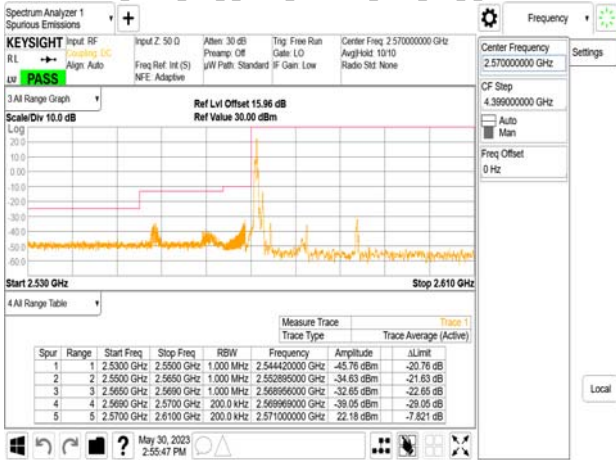 Spectrum Analyzer 1
Spurious Emissions
Frequency
KEYSIGHT
RL
PASS
Input: RF
Coupling: DC
Align: Auto
Input Z: 50 Ω
Freq Ref: Int (S)
NFE: Adaptive
Atten: 30 dB
Preamp: Off
µW Path: Standard
Trig: Free Run
Gate: LO
IF Gain: Low
Center Freq: 2.570000000 GHz
Avg|Hold: 10/10
Radio Std: None
Center Frequency
2.570000000 GHz
Settings
CF Step
4.399000000 GHz
Auto
Man
Freq Offset
0 Hz
Local
3 All Range Graph
Scale/Div 10.0 dB
Ref Lvl Offset 15.96 dB
Ref Value 30.00 dBm
Log
20.0
10.0
0.00
-10.0
-20.0
-30.0
-40.0
-50.0
-60.0
Start 2.530 GHz
Stop 2.610 GHz
4 All Range Table
Measure Trace Trace 1
Trace Type Trace Average (Active)
Spur Range Start Freq Stop Freq RBW Frequency Amplitude ΔLimit
1 1 2.5300 GHz 2.5500 GHz 1.000 MHz 2.544420000 GHz -45.76 dBm -20.76 dB
2 2 2.5500 GHz 2.5650 GHz 1.000 MHz 2.552895000 GHz -34.63 dBm -21.63 dB
3 3 2.5650 GHz 2.5690 GHz 1.000 MHz 2.568956000 GHz -32.65 dBm -22.65 dB
4 4 2.5690 GHz 2.5700 GHz 200.0 kHz 2.569969000 GHz -39.05 dBm -29.05 dB
5 5 2.5700 GHz 2.6100 GHz 200.0 kHz 2.571000000 GHz 22.18 dBm -7.821 dB
May 30, 2023
2:55:47 PM